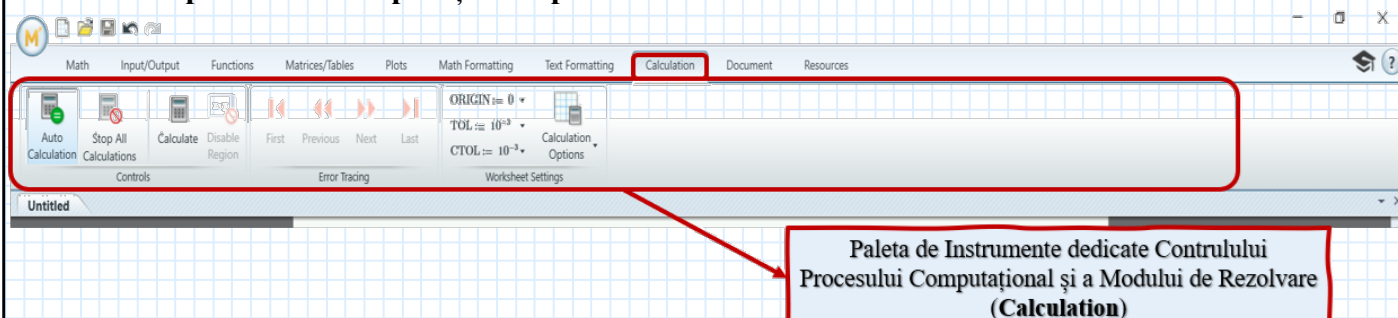 M
Math Input/Output Functions Matrices/Tables Plots Math Formatting Text Formatting Calculation Document Resources
?
ORIGIN := 0
TOL := 10⁻³
CTOL := 10⁻³
Auto Calculation
Stop All Calculations
Calculate
Disable Region
First Previous Next Last
Calculation Options
Controls Error Tracing Worksheet Settings
Untitled
Paleta de Instrumente dedicate Contrulului
Procesului Computațional și a Modului de Rezolvare
(Calculation)